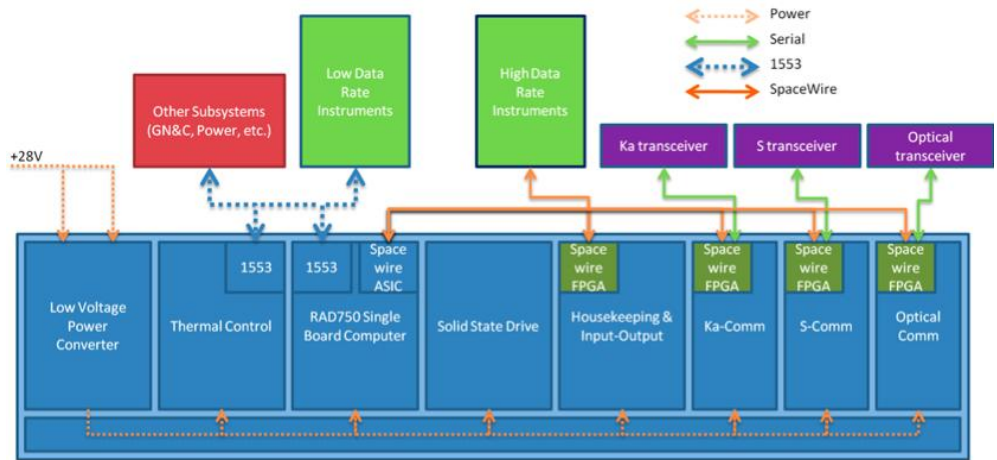 Power
Serial
1553
SpaceWire
Low Data
Rate
Instruments
High Data
Rate
Instruments
Other Subsystems
(GN&C, Power, etc.)
Ka transceiver
S transceiver
Optical
transceiver
+28V
1553
1553
Space
wire
ASIC
Space
wire
FPGA
Space
wire
FPGA
Space
wire
FPGA
Space
wire
FPGA
Low Voltage
Power
Converter
Thermal Control
RAD750 Single
Board Computer
Solid State Drive
Housekeeping &
Input-Output
Ka-Comm
S-Comm
Optical
Comm